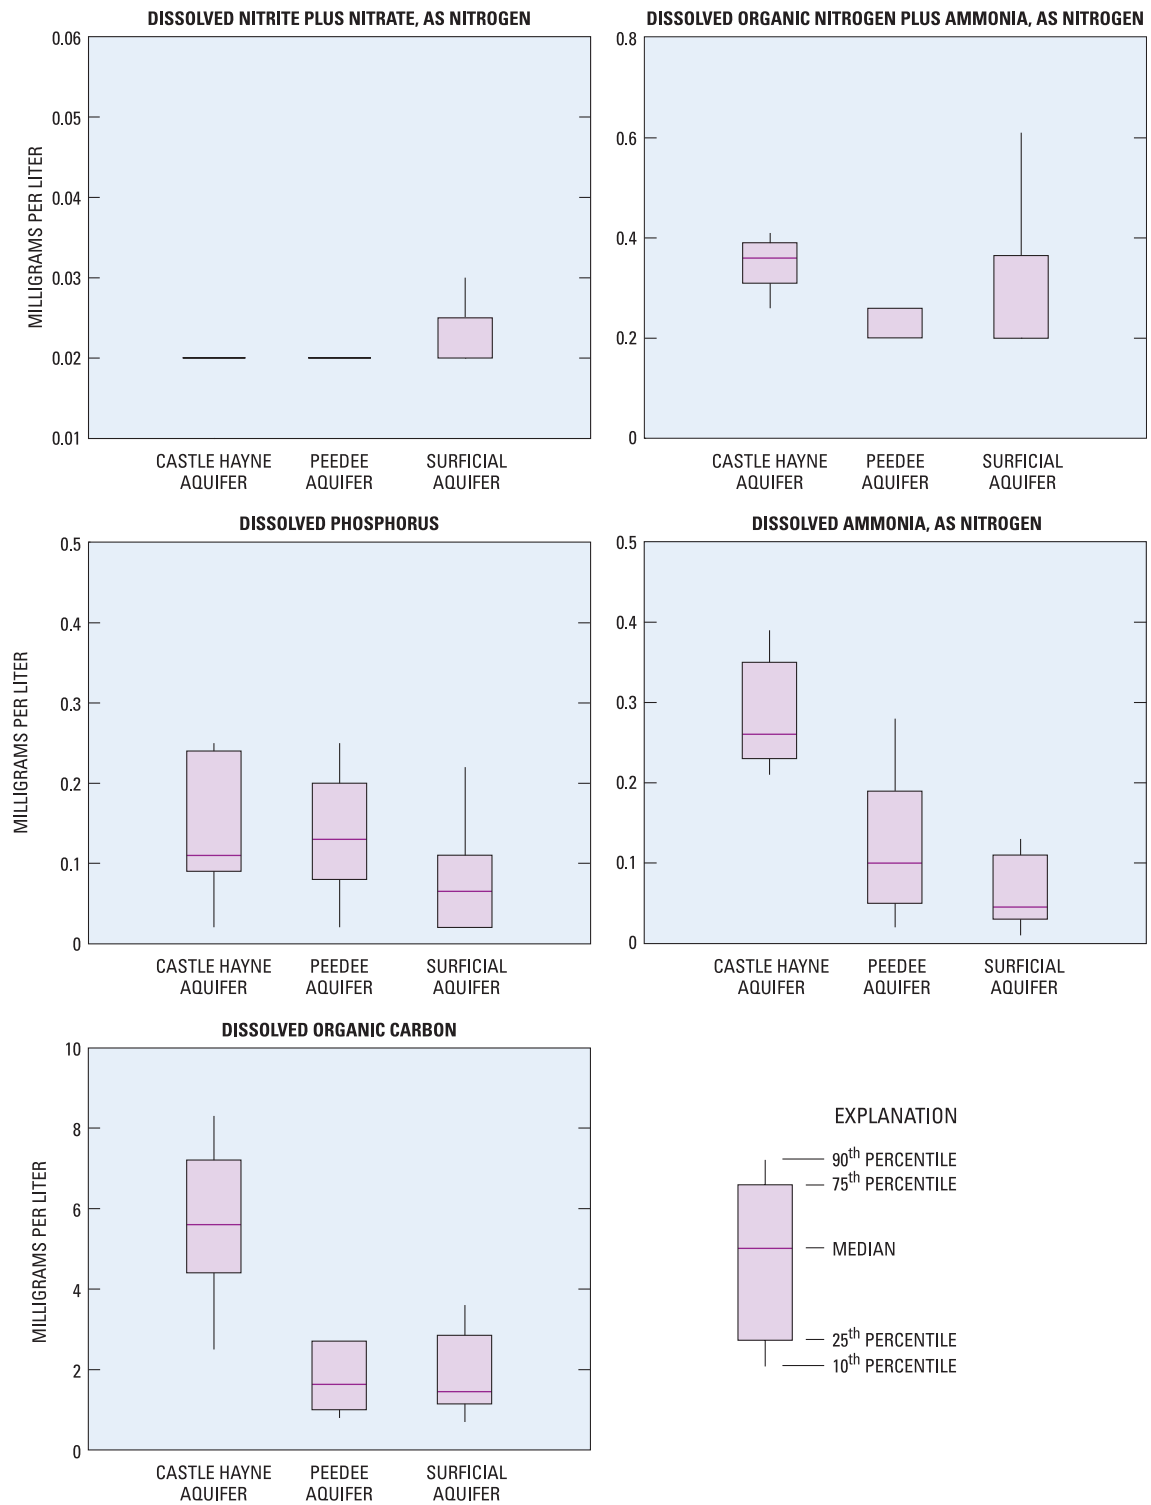 DISSOLVED NITRITE PLUS NITRATE, AS NITROGEN
MILLIGRAMS PER LITER
0.06
0.05
0.04
0.03
0.02
0.01
CASTLE HAYNE
AQUIFER
PEEDEE
AQUIFER
SURFICIAL
AQUIFER
DISSOLVED ORGANIC NITROGEN PLUS AMMONIA, AS NITROGEN
0.8
0.6
0.4
0.2
0
CASTLE HAYNE
AQUIFER
PEEDEE
AQUIFER
SURFICIAL
AQUIFER
DISSOLVED PHOSPHORUS
MILLIGRAMS PER LITER
0.5
0.4
0.3
0.2
0.1
0
CASTLE HAYNE
AQUIFER
PEEDEE
AQUIFER
SURFICIAL
AQUIFER
DISSOLVED AMMONIA, AS NITROGEN
0.5
0.4
0.3
0.2
0.1
0
CASTLE HAYNE
AQUIFER
PEEDEE
AQUIFER
SURFICIAL
AQUIFER
DISSOLVED ORGANIC CARBON
MILLIGRAMS PER LITER
10
8
6
4
2
0
CASTLE HAYNE
AQUIFER
PEEDEE
AQUIFER
SURFICIAL
AQUIFER
EXPLANATION
90th PERCENTILE
75th PERCENTILE
MEDIAN
25th PERCENTILE
10th PERCENTILE